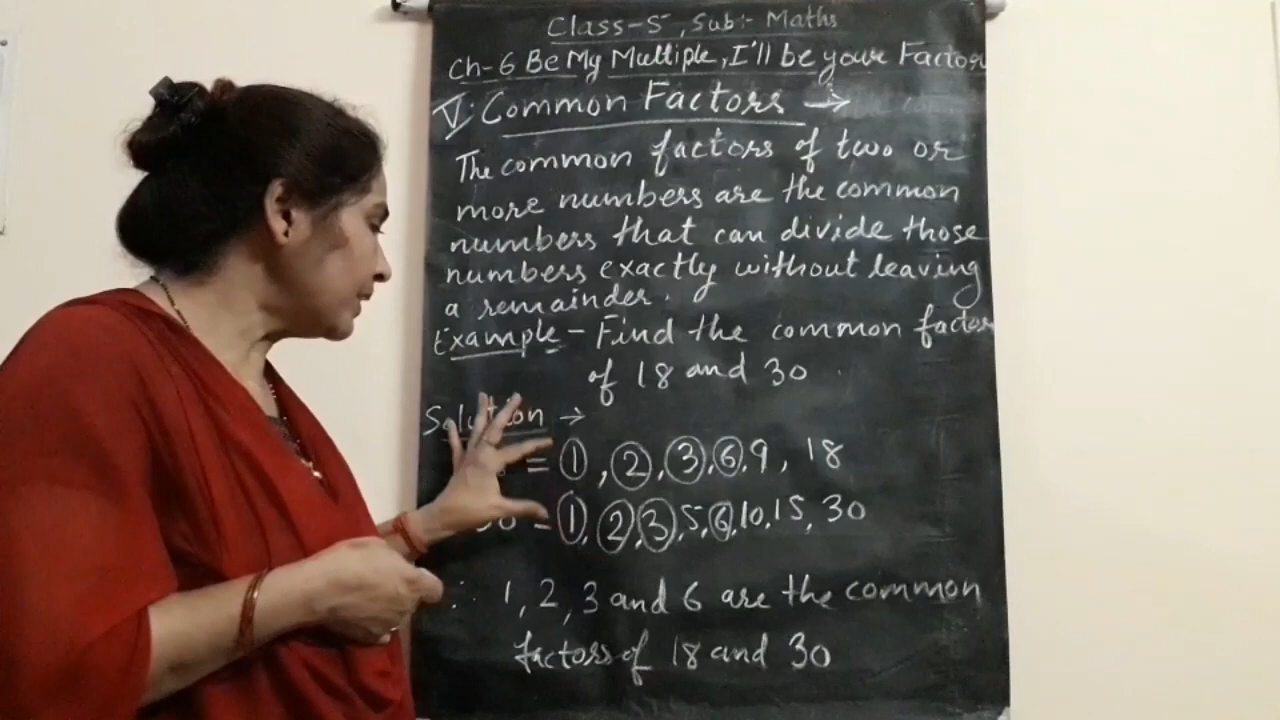 Class-5, Sub:- Maths
Ch-6 Be My Multiple, I'll be your Factor
V. Common Factors →
The common factors of two or
more numbers are the common
numbers that can divide those
numbers exactly without leaving
a remainder.
Example - Find the common factor
of 18 and 30.
Solution →
= 1, 2, 3, 6, 9, 18
30 = 1, 2, 3, 5, 6, 10, 15, 30
∴ 1, 2, 3 and 6 are the common
factors of 18 and 30